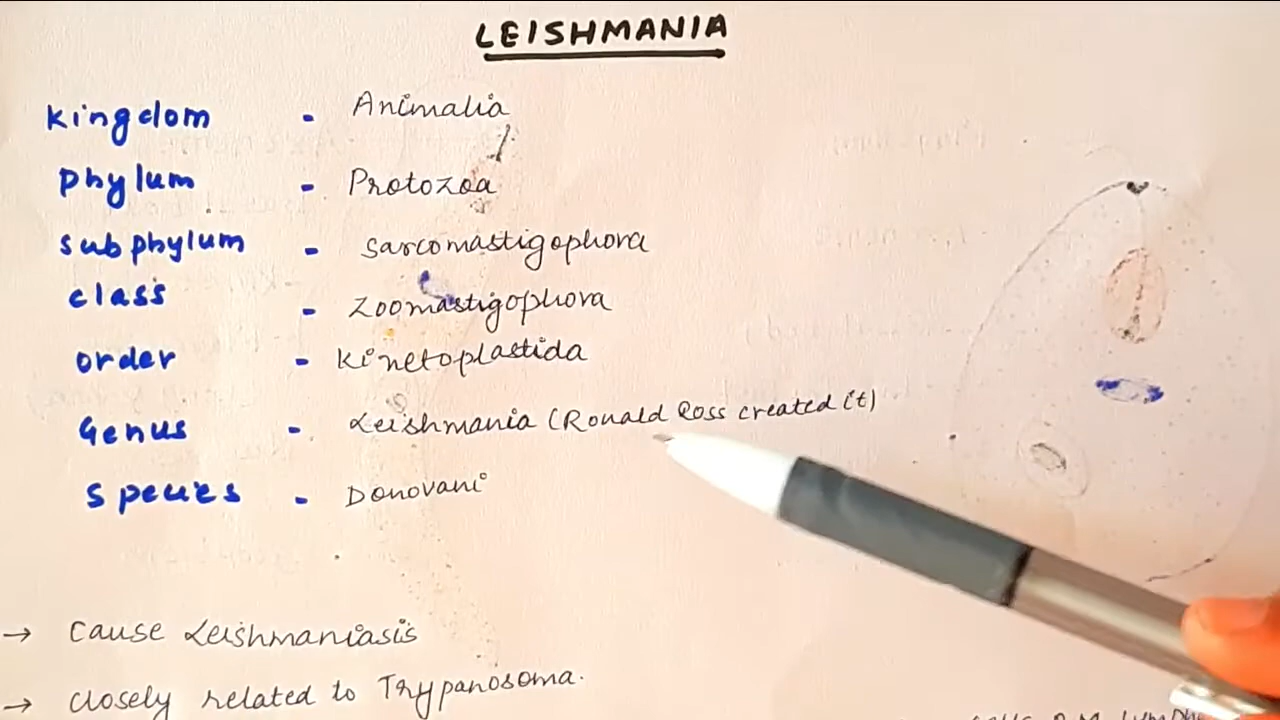 LEISHMANIA
Kingdom - Animalia
Phylum - Protozoa
subphylum - Sarcomastigophora
class - Zoomastigophora
order - Kinetoplastida
Genus - Leishmania (Ronald Ross created it)
Species - Donovani
→ Cause Leishmaniasis
→ closely related to Trypanosoma.